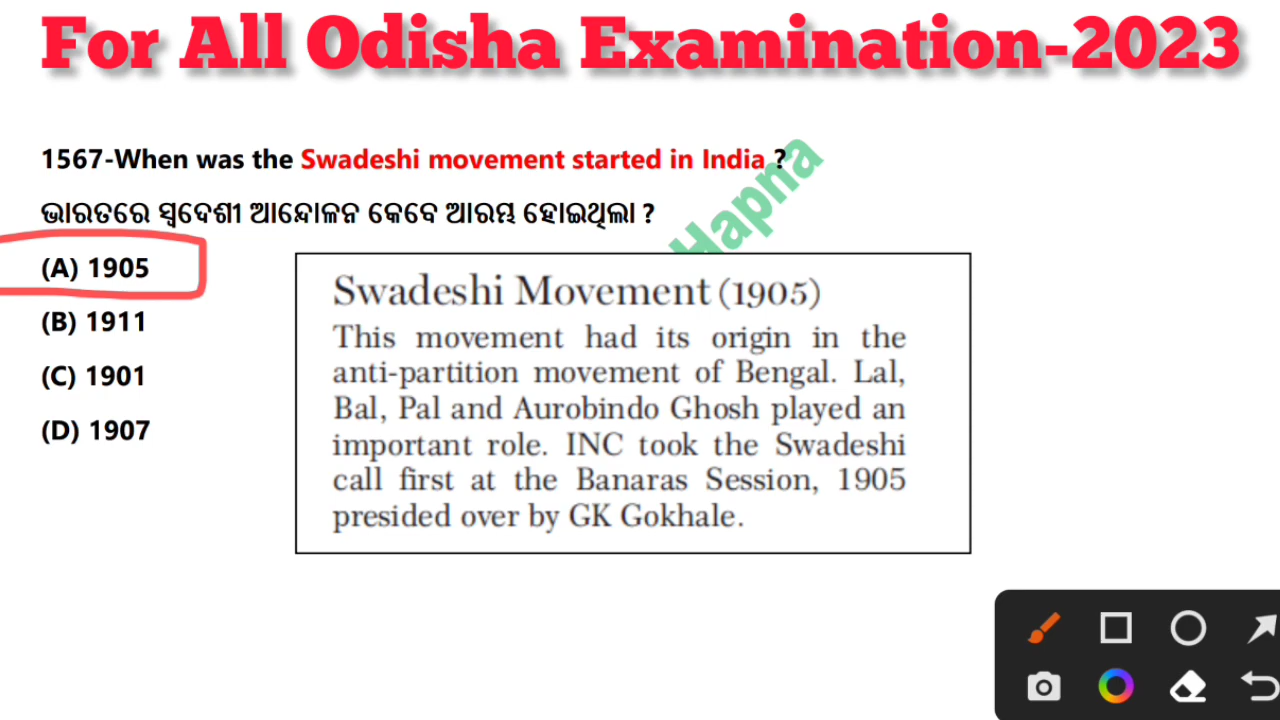 For All Odisha Examination-2023
1567-When was the Swadeshi movement started in India ?
ଭାରତରେ ସ୍ୱଦେଶୀ ଆନ୍ଦୋଳନ କେବେ ଆରମ୍ଭ ହୋଇଥିଲା ?
Hapna
(A) 1905
(B) 1911
(C) 1901
(D) 1907
Swadeshi Movement (1905)
This movement had its origin in the
anti-partition movement of Bengal. Lal,
Bal, Pal and Aurobindo Ghosh played an
important role. INC took the Swadeshi
call first at the Banaras Session, 1905
presided over by GK Gokhale.